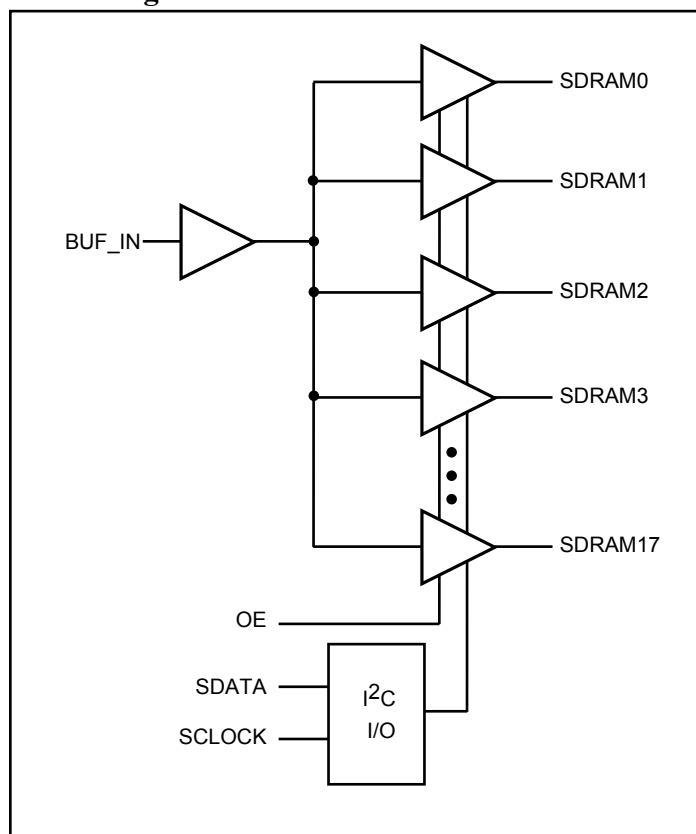 SDRAM0
SDRAM1
BUF_IN
SDRAM2
SDRAM3
SDRAM17
OE
SDATA
SCLOCK
I²C
I/O